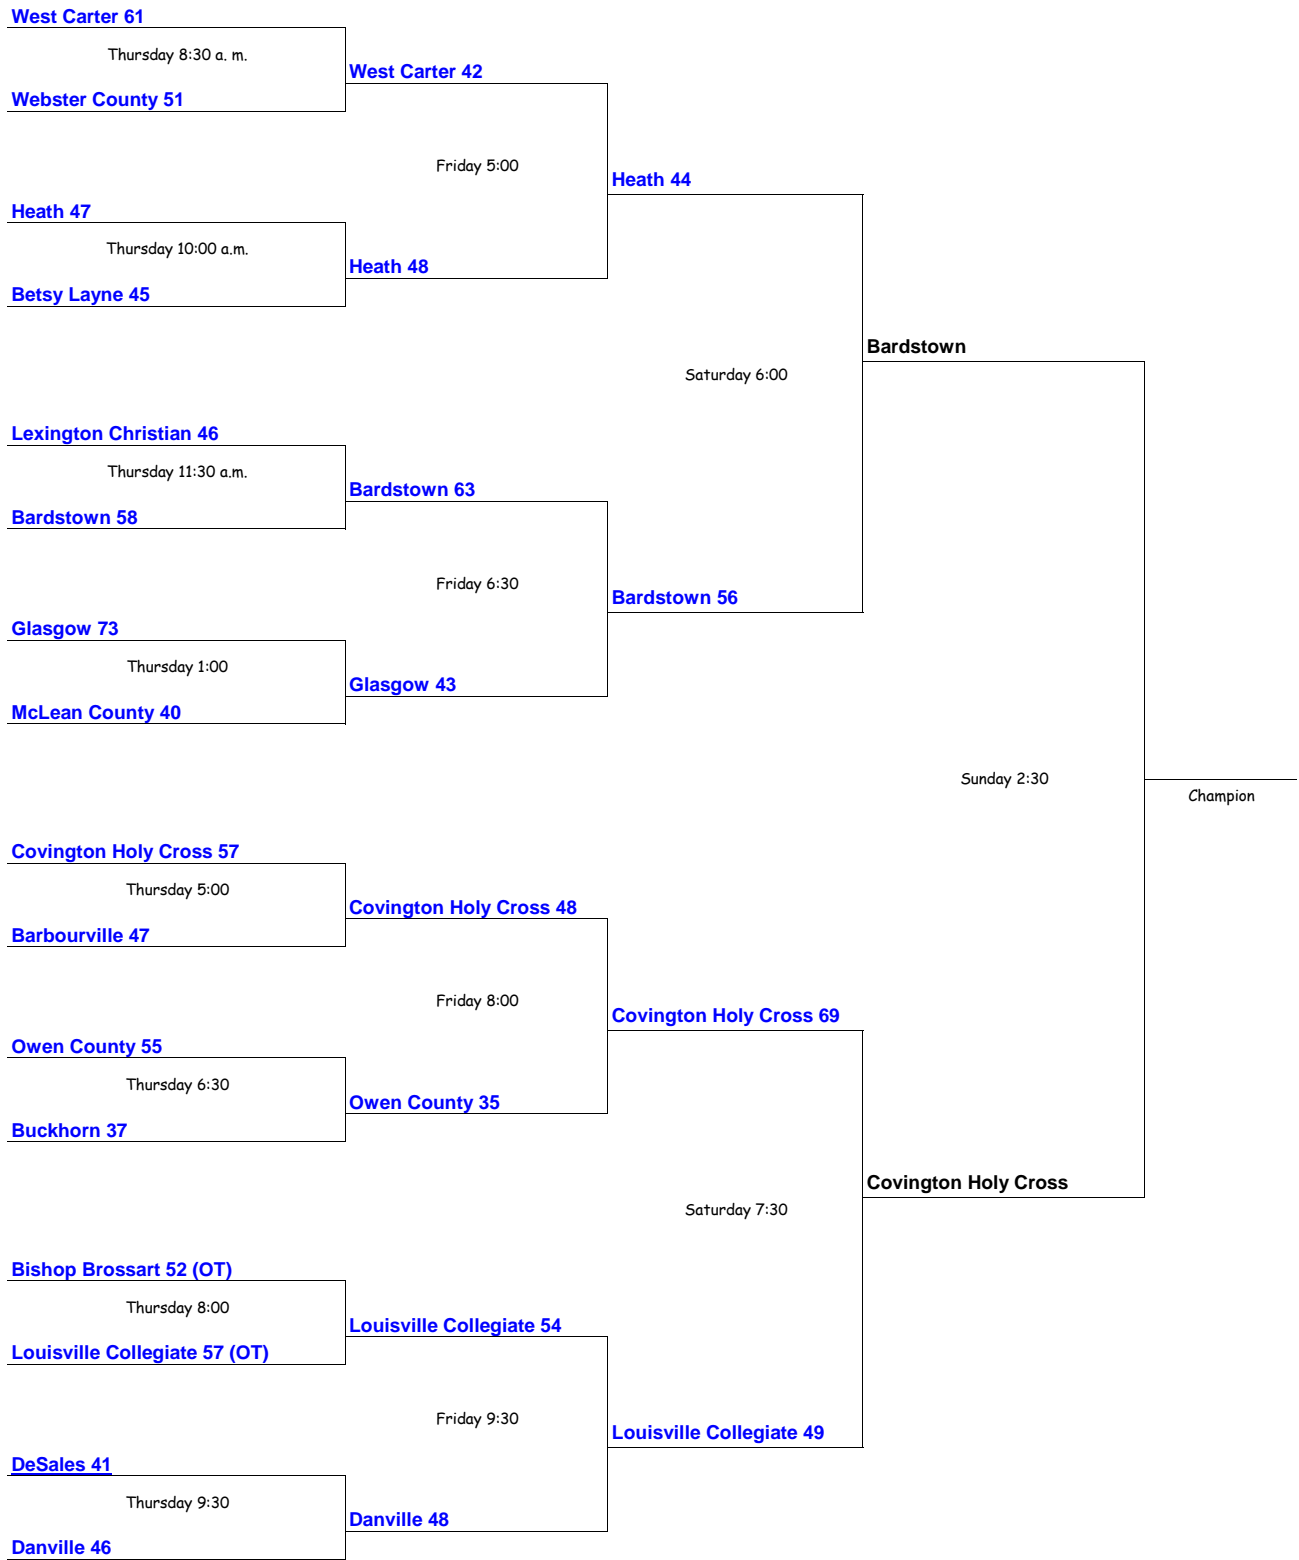 West Carter 61
Thursday 8:30 a. m.
West Carter 42
Webster County 51
Friday 5:00
Heath 44
Heath 47
Thursday 10:00 a.m.
Heath 48
Betsy Layne 45
Bardstown
Saturday 6:00
Lexington Christian 46
Thursday 11:30 a.m.
Bardstown 63
Bardstown 58
Friday 6:30
Bardstown 56
Glasgow 73
Thursday 1:00
Glasgow 43
McLean County 40
Sunday 2:30
Champion
Covington Holy Cross 57
Thursday 5:00
Covington Holy Cross 48
Barbourville 47
Friday 8:00
Covington Holy Cross 69
Owen County 55
Thursday 6:30
Owen County 35
Buckhorn 37
Covington Holy Cross
Saturday 7:30
Bishop Brossart 52 (OT)
Thursday 8:00
Louisville Collegiate 54
Louisville Collegiate 57 (OT)
Friday 9:30
Louisville Collegiate 49
DeSales 41
Thursday 9:30
Danville 48
Danville 46